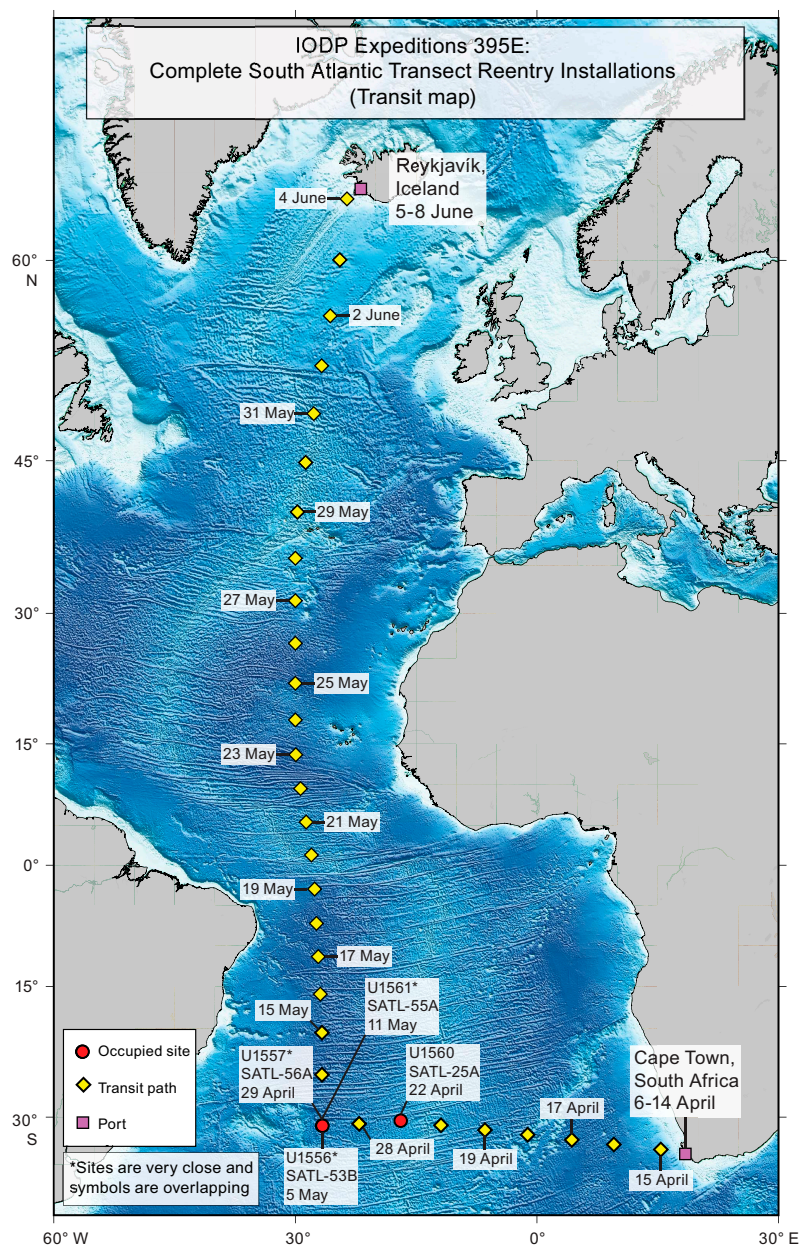 IODP Expeditions 395E:
Complete South Atlantic Transect Reentry Installations
(Transit map)
Reykjavík,
Iceland
5-8 June
4 June
60°
N
2 June
31 May
45°
29 May
30°
27 May
25 May
15°
23 May
21 May
0°
19 May
17 May
15°
U1561*
SATL-55A
11 May
15 May
U1557*
SATL-56A
29 April
U1560
SATL-25A
22 April
Cape Town,
South Africa
6-14 April
Occupied site
Transit path
Port
30°
S
17 April
28 April
19 April
U1556*
SATL-53B
5 May
15 April
*Sites are very close and
symbols are overlapping
60° W
30°
0°
30° E